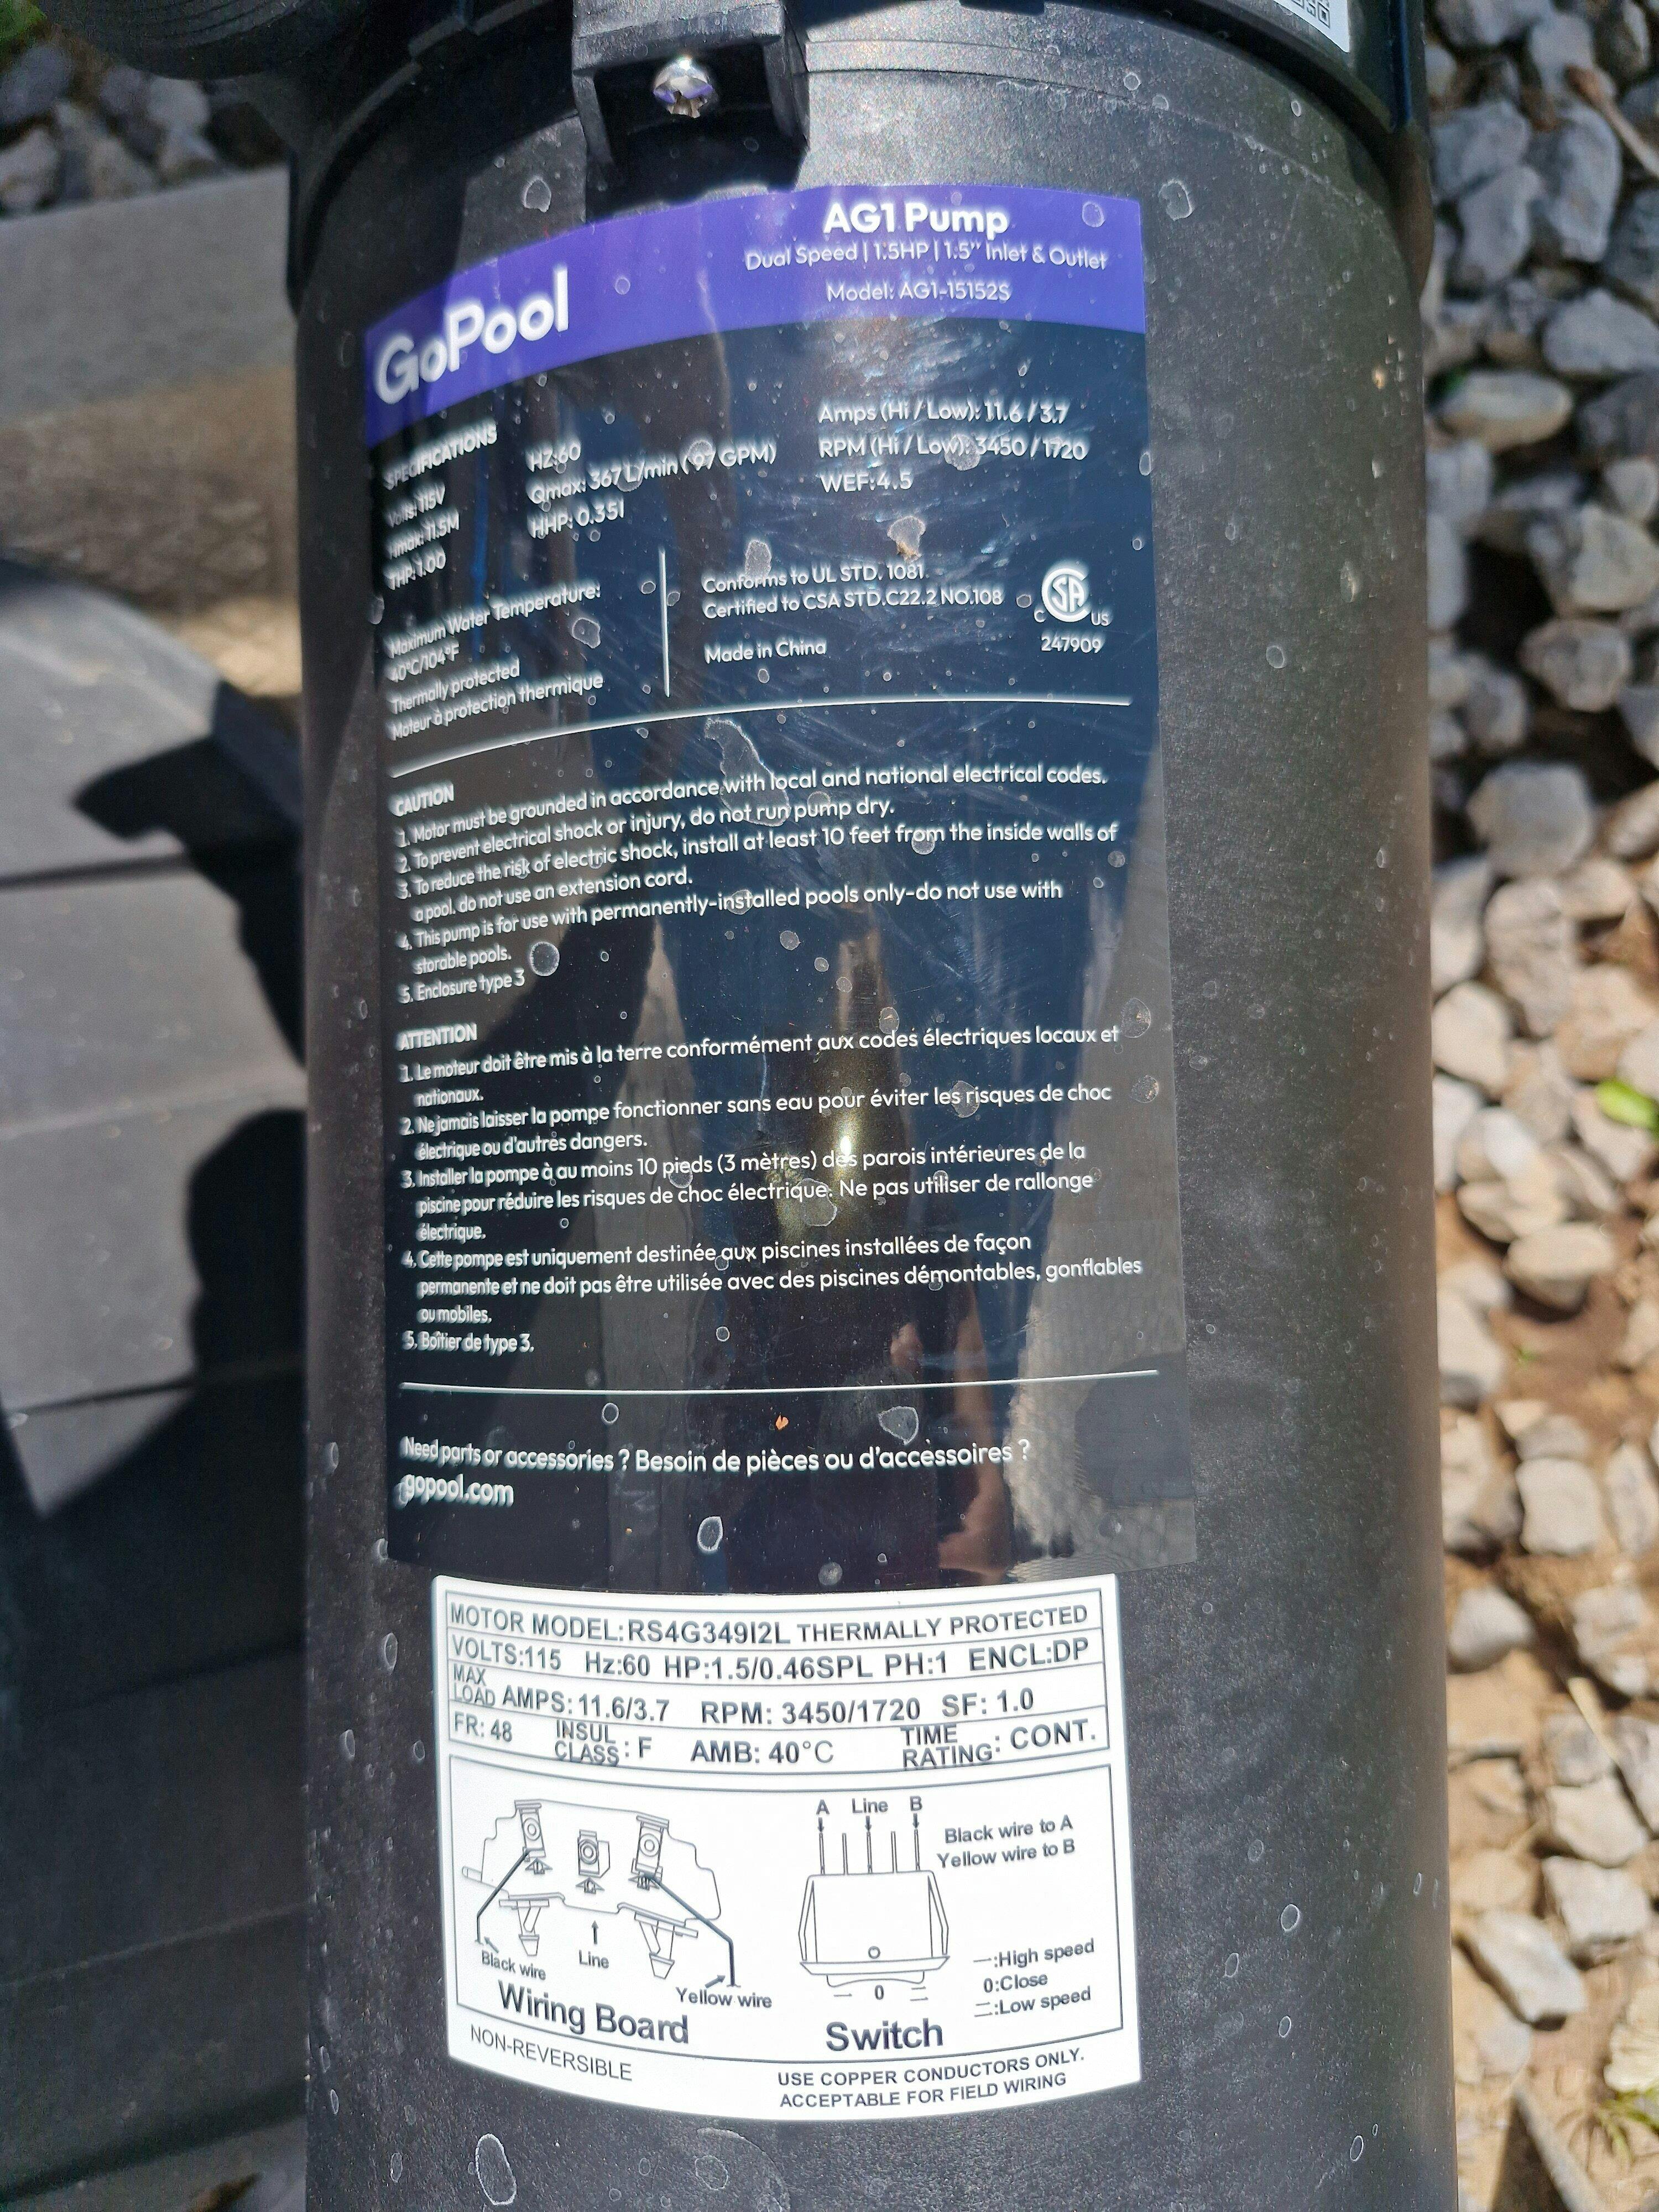 GoPool
AG1 Pump
Dual Speed | 1.5HP | 1.5'' Inlet & Outlet
Model: AG1-15152S
SPECIFICATIONS
Volts: 115V
Hmax: 11.5M
THP: 1.00
HZ:60
Qmax: 367 L/min ( 97 GPM)
HHP: 0.351
Amps (Hi / Low): 11.6 / 3.7
RPM (Hi / Low): 3450 / 1720
WEF:4.5
Maximum Water Temperature:
40°C/104°F
Thermally protected
Moteur à protection thermique
Conforms to UL STD. 1081.
Certified to CSA STD.C22.2 NO.108
Made in China
C SA US
247909
CAUTION
1. Motor must be grounded in accordance with local and national electrical codes.
2. To prevent electrical shock or injury, do not run pump dry.
3. To reduce the risk of electric shock, install at least 10 feet from the inside walls of
a pool. do not use an extension cord.
4. This pump is for use with permanently-installed pools only-do not use with
storable pools.
5. Enclosure type 3
ATTENTION
1. Le moteur doit être mis à la terre conformément aux codes électriques locaux et
nationaux.
2. Ne jamais laisser la pompe fonctionner sans eau pour éviter les risques de choc
électrique ou d'autres dangers.
3. Installer la pompe à au moins 10 pieds (3 mètres) des parois intérieures de la
piscine pour réduire les risques de choc électrique. Ne pas utiliser de rallonge
électrique.
4. Cette pompe est uniquement destinée aux piscines installées de façon
permanente et ne doit pas être utilisée avec des piscines démontables, gonflables
ou mobiles.
5. Boîtier de type 3.
Need parts or accessories ? Besoin de pièces ou d'accessoires ?
gopool.com
MOTOR MODEL:RS4G349I2L THERMALLY PROTECTED
VOLTS:115 Hz:60 HP:1.5/0.46SPL PH:1 ENCL:DP
MAX LOAD AMPS: 11.6/3.7 RPM: 3450/1720 SF: 1.0
FR: 48 INSUL CLASS: F AMB: 40°C TIME RATING: CONT.
A Line B
Black wire to A
Yellow wire to B
Black wire
Line
Yellow wire
Wiring Board
— 0 =
—:High speed
0:Close
=:Low speed
Switch
NON-REVERSIBLE
USE COPPER CONDUCTORS ONLY.
ACCEPTABLE FOR FIELD WIRING